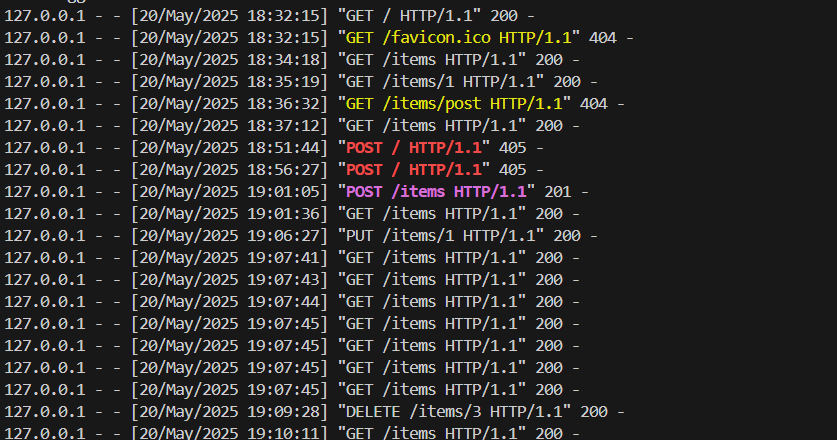 127.0.0.1 - - [20/May/2025 18:32:15] "GET / HTTP/1.1" 200 -
127.0.0.1 - - [20/May/2025 18:32:15] "GET /favicon.ico HTTP/1.1" 404 -
127.0.0.1 - - [20/May/2025 18:34:18] "GET /items HTTP/1.1" 200 -
127.0.0.1 - - [20/May/2025 18:35:19] "GET /items/1 HTTP/1.1" 200 -
127.0.0.1 - - [20/May/2025 18:36:32] "GET /items/post HTTP/1.1" 404 -
127.0.0.1 - - [20/May/2025 18:37:12] "GET /items HTTP/1.1" 200 -
127.0.0.1 - - [20/May/2025 18:51:44] "POST / HTTP/1.1" 405 -
127.0.0.1 - - [20/May/2025 18:56:27] "POST / HTTP/1.1" 405 -
127.0.0.1 - - [20/May/2025 19:01:05] "POST /items HTTP/1.1" 201 -
127.0.0.1 - - [20/May/2025 19:01:36] "GET /items HTTP/1.1" 200 -
127.0.0.1 - - [20/May/2025 19:06:27] "PUT /items/1 HTTP/1.1" 200 -
127.0.0.1 - - [20/May/2025 19:07:41] "GET /items HTTP/1.1" 200 -
127.0.0.1 - - [20/May/2025 19:07:43] "GET /items HTTP/1.1" 200 -
127.0.0.1 - - [20/May/2025 19:07:44] "GET /items HTTP/1.1" 200 -
127.0.0.1 - - [20/May/2025 19:07:45] "GET /items HTTP/1.1" 200 -
127.0.0.1 - - [20/May/2025 19:07:45] "GET /items HTTP/1.1" 200 -
127.0.0.1 - - [20/May/2025 19:07:45] "GET /items HTTP/1.1" 200 -
127.0.0.1 - - [20/May/2025 19:07:45] "GET /items HTTP/1.1" 200 -
127.0.0.1 - - [20/May/2025 19:09:28] "DELETE /items/3 HTTP/1.1" 200 -
127.0.0.1 - - [20/May/2025 19:10:11] "GET /items HTTP/1.1" 200 -